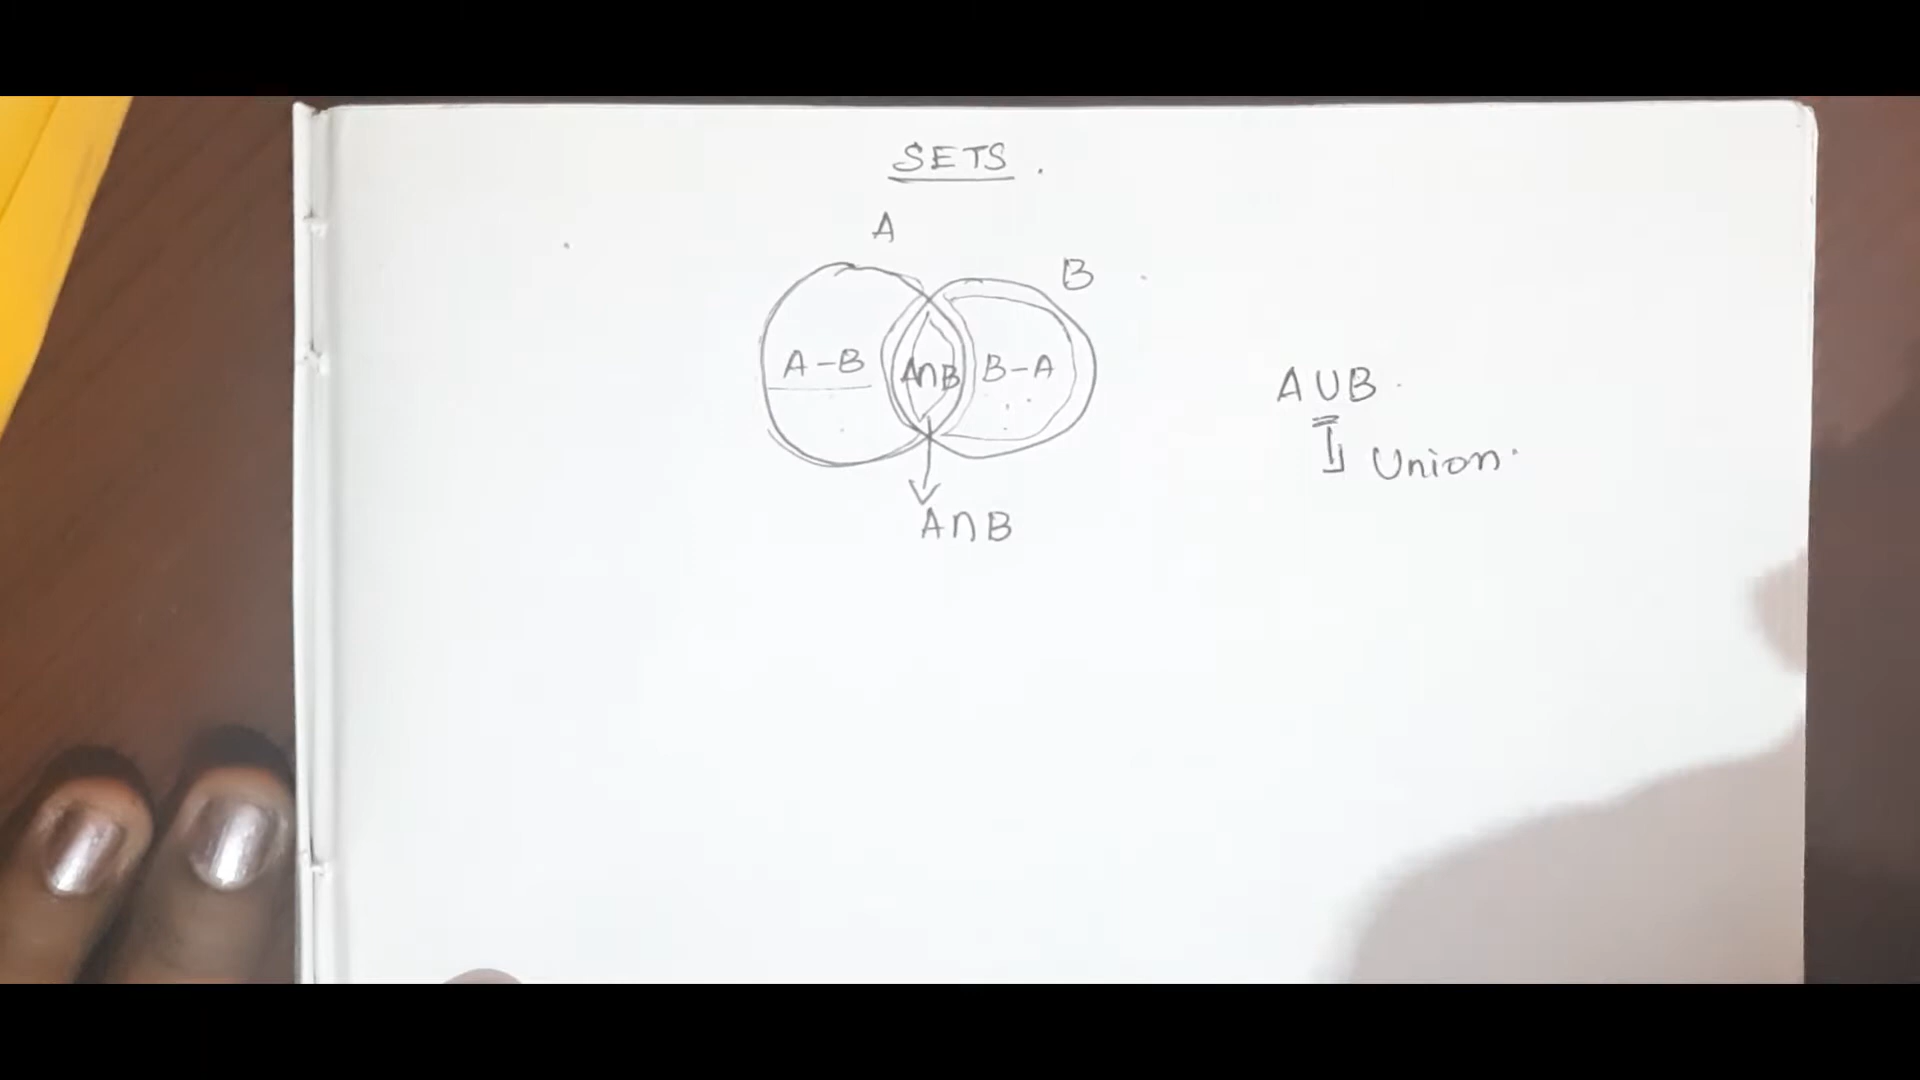 SETS .
A
B
A-B
A∩B
B-A
A∪B
Union
A∩B